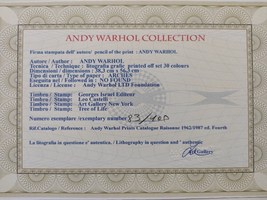 ANDY WARHOL COLLECTION
Firma stampata dell' autore/ pencil of the print : ANDY WARHOL
Autore / Author : ANDY WARHOL
Tecnica / Technique : Litografia grafic printed off set 20 colours
Dimensioni / dimensions : 38,3 cm x 56,3 cm
Tipo di carta / Type of paper : ARCHES
Eseguita nel / Followed in : NO FOUND
Licenza / License : Andy Warhol LTD Foundation
Timbro / Stamp: Georges Israel Editeur
Timbro / Stamp: Leo Castelli
Timbro / Stamp: Art Gallery New York
Timbro / Stamp: Tree of Life
Numero esemplare /exemplary number 83/100
Rif.Catalogo / Reference : Andy Warhol Prints Catalogue Raisonne 1962/1987 ed. Fourth
La litografia in questione e' autentica, / Lithography in question and ' authentic